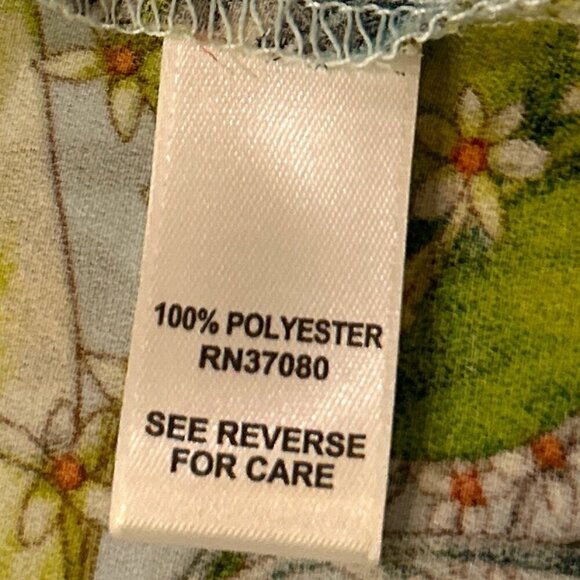 100% POLYESTER
RN37080
SEE REVERSE
FOR CARE